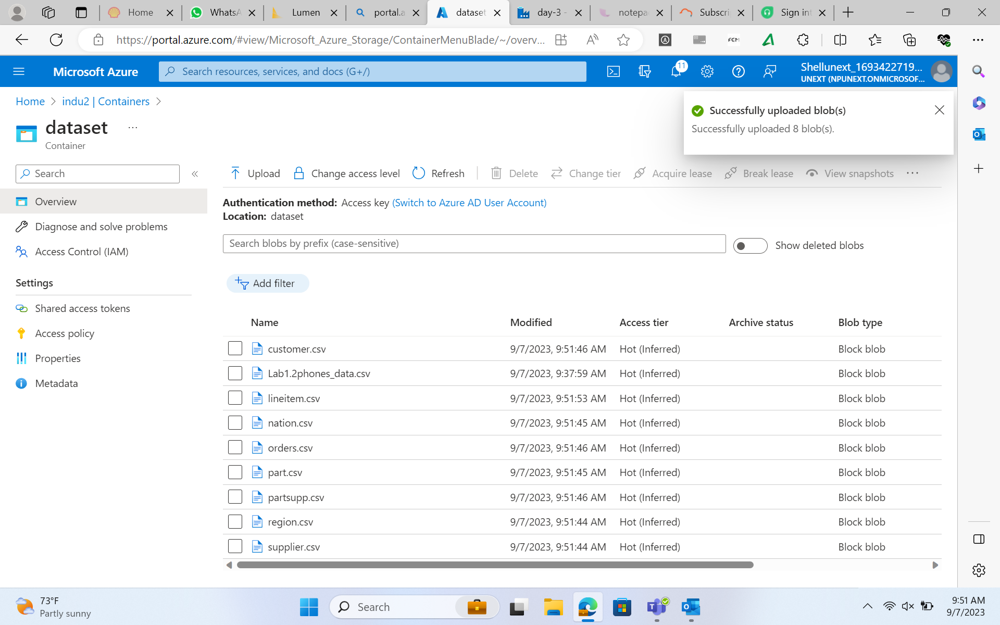 Home
WhatsA
Lumen
portal.a
dataset
day-3 -
notepa
Subscri
Sign int
https://portal.azure.com/#view/Microsoft_Azure_Storage/ContainerMenuBlade/~/overv...
FCM
Microsoft Azure
Search resources, services, and docs (G+/)
11
Shellunext_1693422719...
UNEXT (NPUNEXT.ONMICROSOF...
Home > indu2 | Containers >
dataset ...
Container
Successfully uploaded blob(s)
Successfully uploaded 8 blob(s).
Search
Upload
Change access level
Refresh
Delete
Change tier
Acquire lease
Break lease
View snapshots
Overview
Diagnose and solve problems
Access Control (IAM)
Settings
Shared access tokens
Access policy
Properties
Metadata
Authentication method: Access key (Switch to Azure AD User Account)
Location: dataset
Search blobs by prefix (case-sensitive)
Show deleted blobs
Add filter
Name Modified Access tier Archive status Blob type
customer.csv 9/7/2023, 9:51:46 AM Hot (Inferred) Block blob
Lab1.2phones_data.csv 9/7/2023, 9:37:59 AM Hot (Inferred) Block blob
lineitem.csv 9/7/2023, 9:51:53 AM Hot (Inferred) Block blob
nation.csv 9/7/2023, 9:51:45 AM Hot (Inferred) Block blob
orders.csv 9/7/2023, 9:51:46 AM Hot (Inferred) Block blob
part.csv 9/7/2023, 9:51:45 AM Hot (Inferred) Block blob
partsupp.csv 9/7/2023, 9:51:46 AM Hot (Inferred) Block blob
region.csv 9/7/2023, 9:51:44 AM Hot (Inferred) Block blob
supplier.csv 9/7/2023, 9:51:44 AM Hot (Inferred) Block blob
73°F
Partly sunny
Search
9:51 AM
9/7/2023